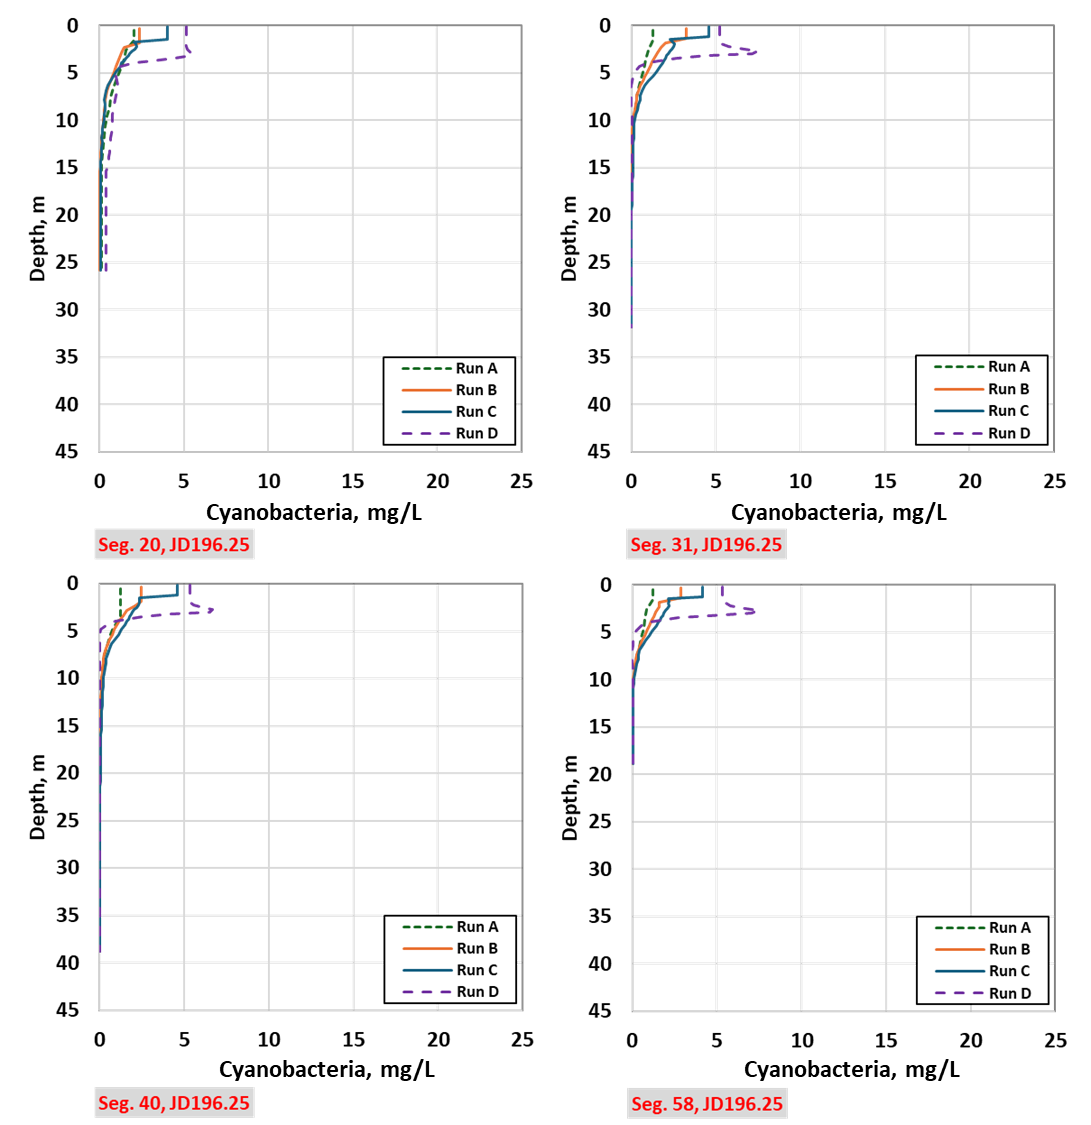 0
5
10
15
20
25
30
35
40
45
Depth, m
Run A
Run B
Run C
Run D
0 5 10 15 20 25
Cyanobacteria, mg/L
Seg. 20, JD196.25
0
5
10
15
20
25
30
35
40
45
Depth, m
Run A
Run B
Run C
Run D
0 5 10 15 20 25
Cyanobacteria, mg/L
Seg. 31, JD196.25
0
5
10
15
20
25
30
35
40
45
Depth, m
Run A
Run B
Run C
Run D
0 5 10 15 20 25
Cyanobacteria, mg/L
Seg. 40, JD196.25
0
5
10
15
20
25
30
35
40
45
Depth, m
Run A
Run B
Run C
Run D
0 5 10 15 20 25
Cyanobacteria, mg/L
Seg. 58, JD196.25